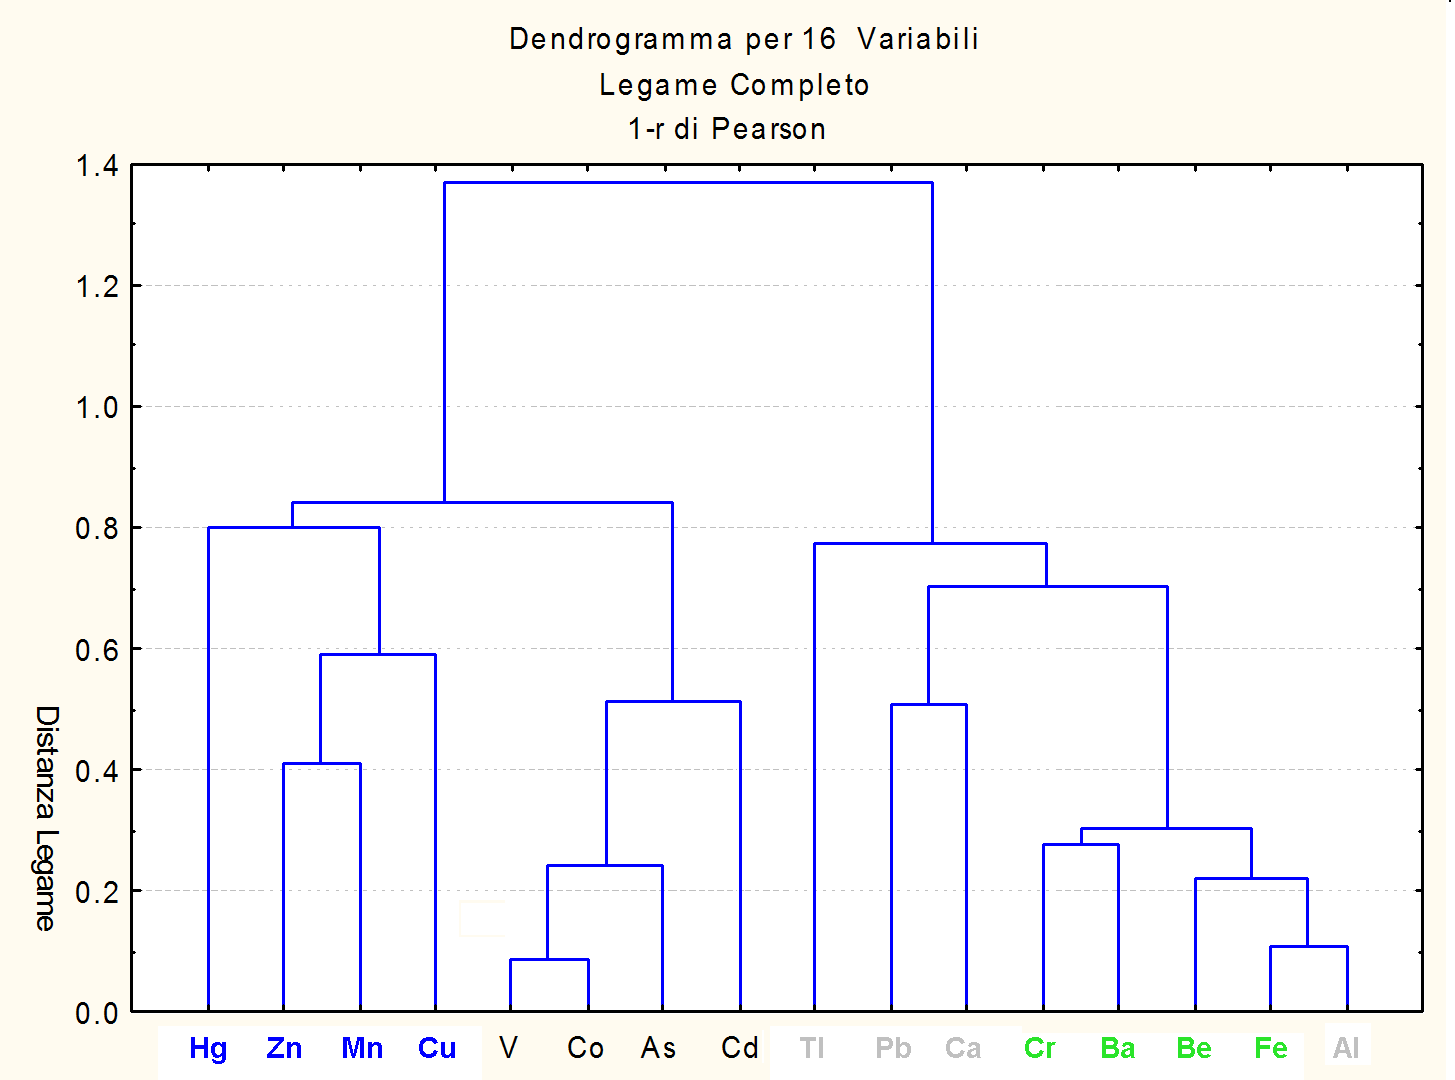 Dendrogramma per 16 Variabili
Legame Completo
1-r di Pearson
1.4
1.2
1.0
0.8
0.6
0.4
0.2
0.0
Distanza Legame
Hg Zn Mn Cu V Co As Cd Tl Pb Ca Cr Ba Be Fe Al